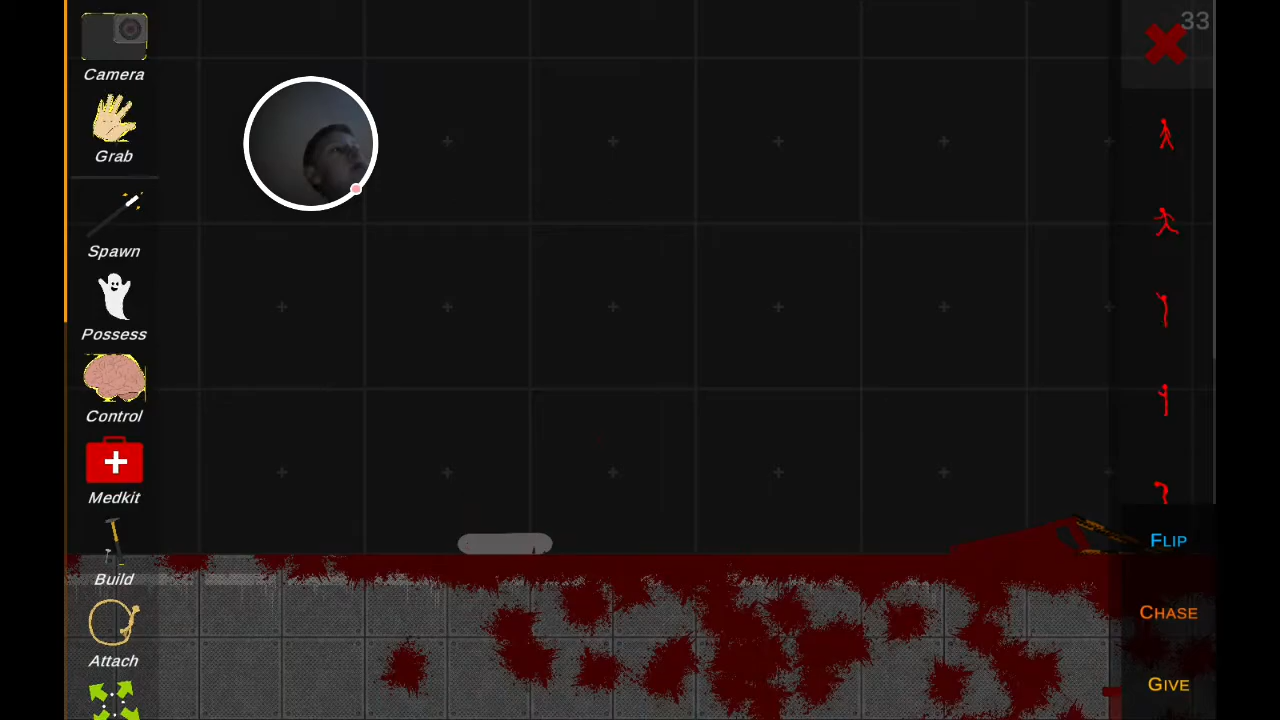 33
Camera
Grab
Spawn
Possess
Control
Medkit
Build
Attach
FLIP
CHASE
GIVE